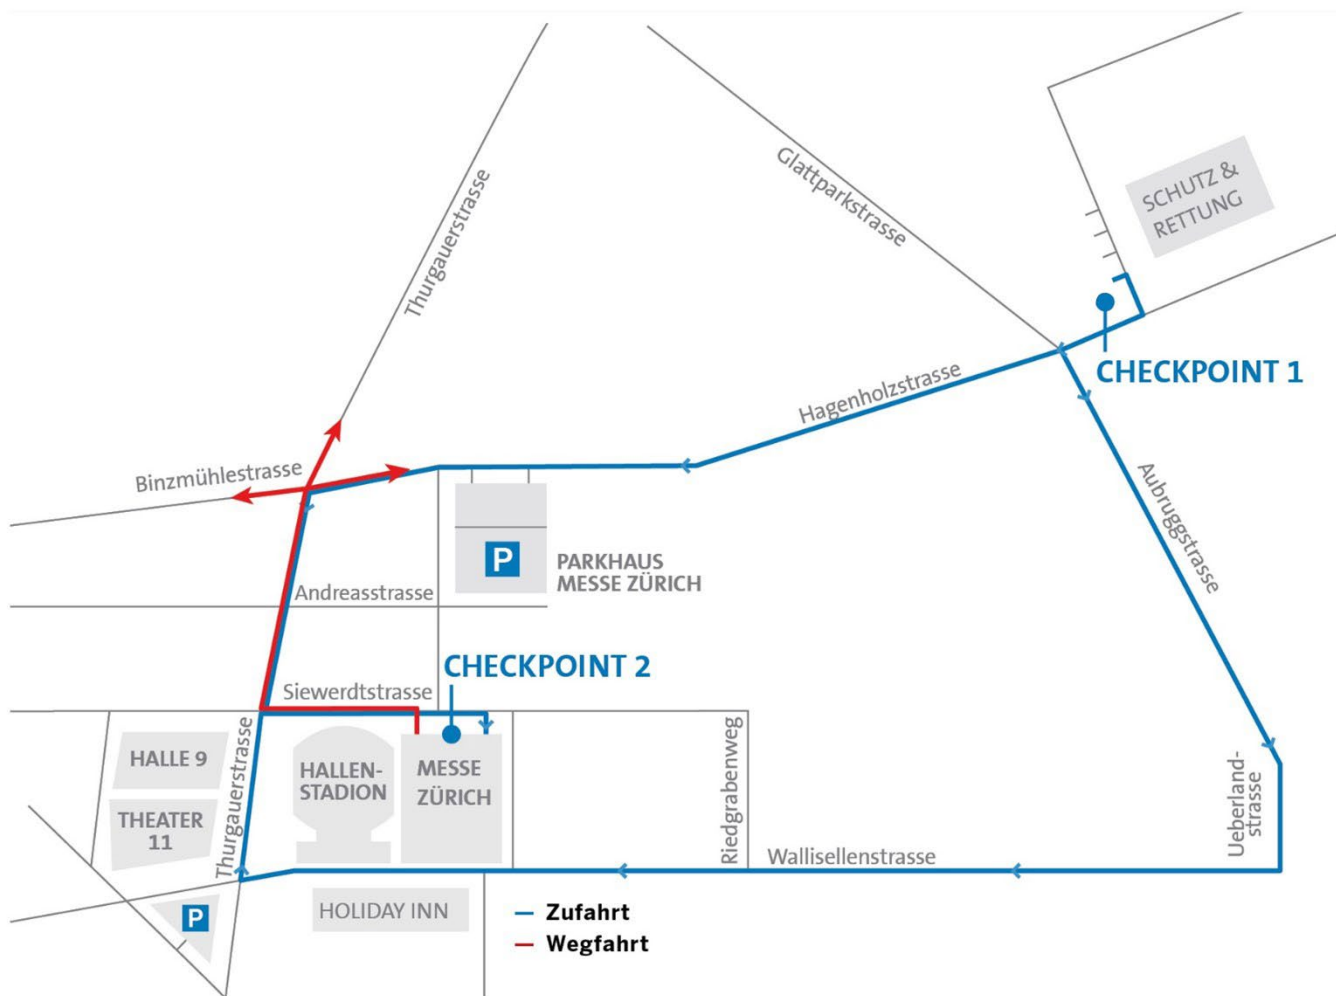 Thurgauerstrasse
Glattparkstrasse
SCHUTZ &
RETTUNG
CHECKPOINT 1
Hagenholzstrasse
Binzmühlestrasse
Aubruggstrasse
P
PARKHAUS
MESSE ZÜRICH
Andreasstrasse
CHECKPOINT 2
Siewerdtstrasse
Thurgauerstrasse
HALLE 9
THEATER
11
HALLEN-
STADION
MESSE
ZÜRICH
Riedgrabenweg
Wallisellenstrasse
Ueberland-
strasse
P
HOLIDAY INN
Zufahrt
Wegfahrt